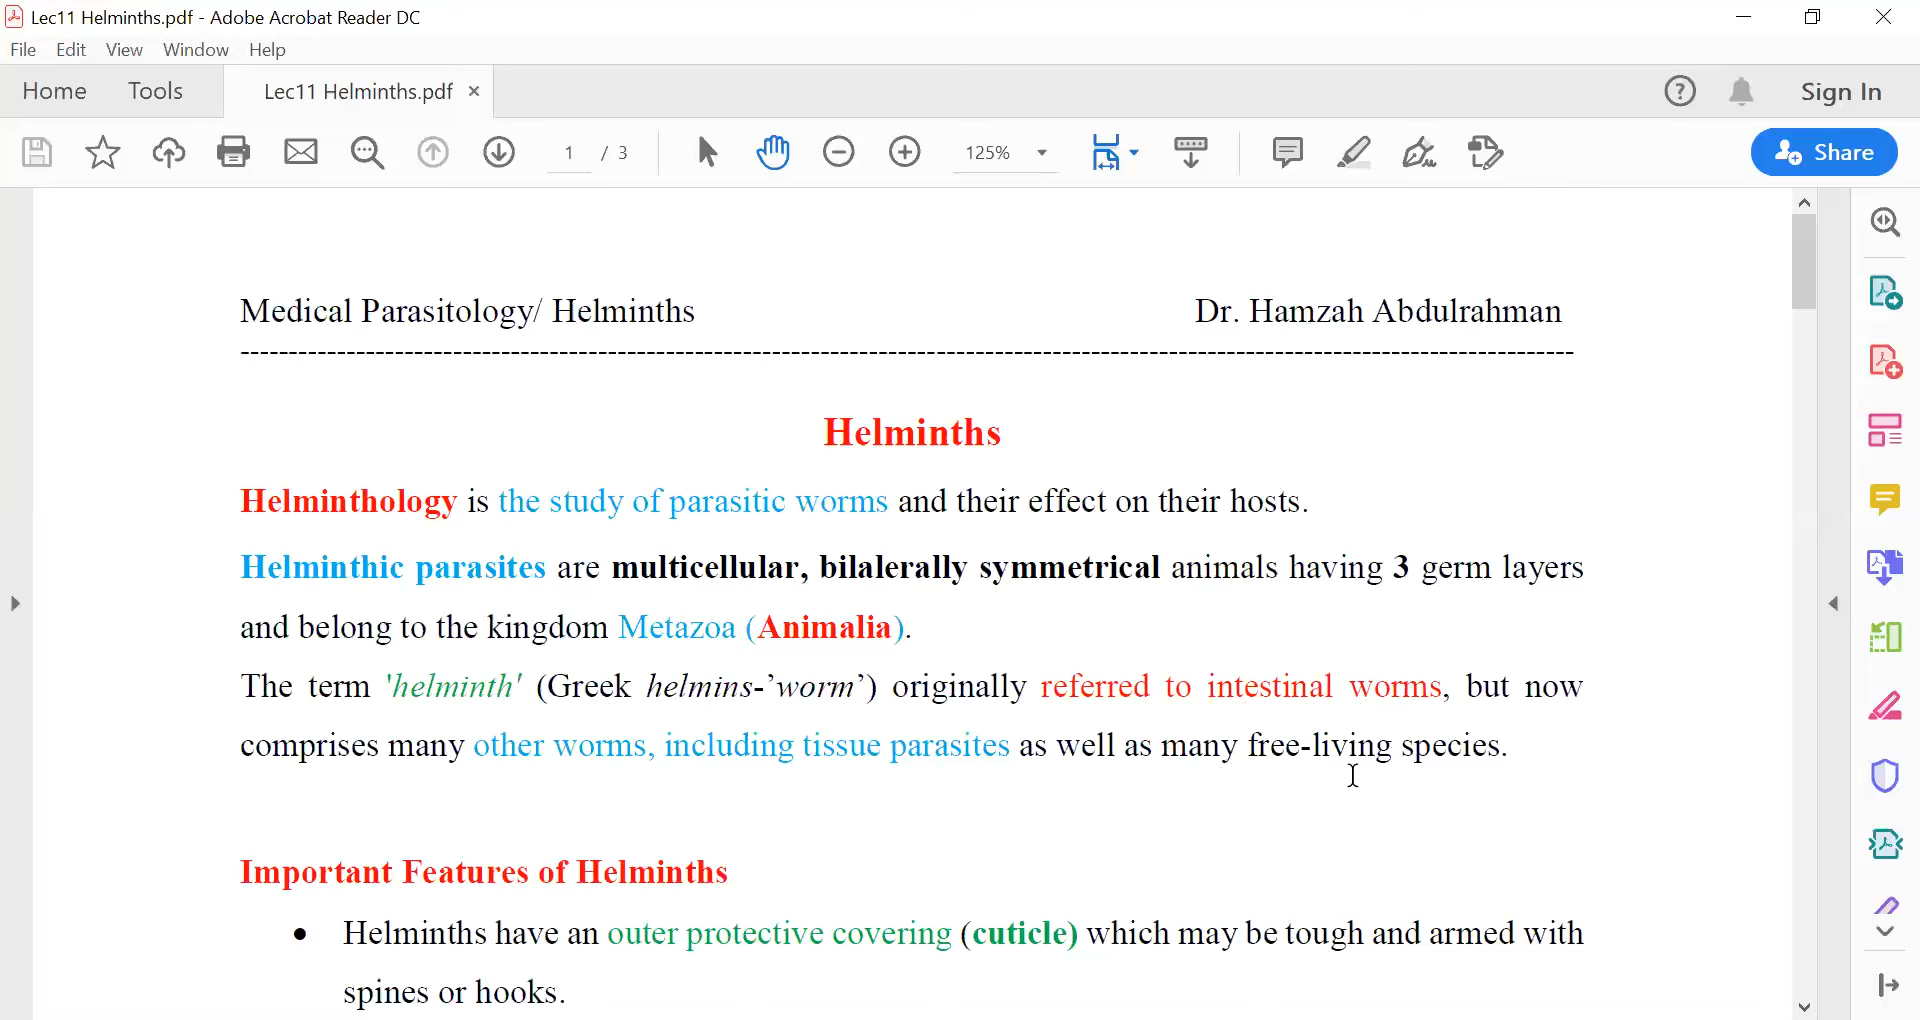 Lec11 Helminths.pdf - Adobe Acrobat Reader DC
File Edit View Window Help
Home Tools Lec11 Helminths.pdf × Sign In
1 / 3 125% Share
Medical Parasitology/ Helminths Dr. Hamzah Abdulrahman
Helminths
Helminthology is the study of parasitic worms and their effect on their hosts.
Helminthic parasites are multicellular, bilalerally symmetrical animals having 3 germ layers
and belong to the kingdom Metazoa (Animalia).
The term 'helminth' (Greek helmins-’worm’) originally referred to intestinal worms, but now
comprises many other worms, including tissue parasites as well as many free-living species.
Important Features of Helminths
• Helminths have an outer protective covering (cuticle) which may be tough and armed with
spines or hooks.